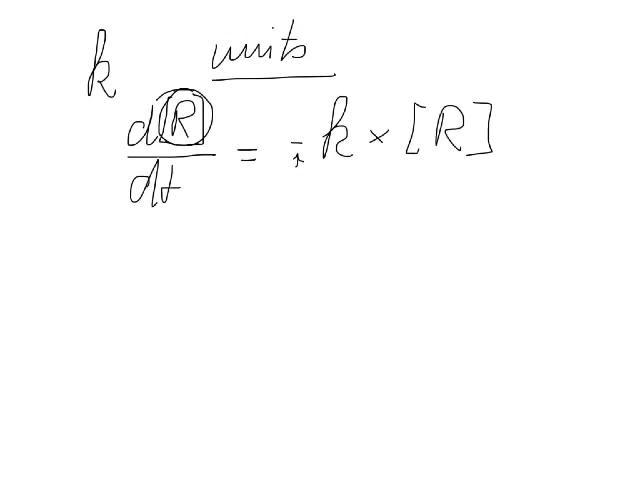 k units
d[R]/dt = - k × [R]